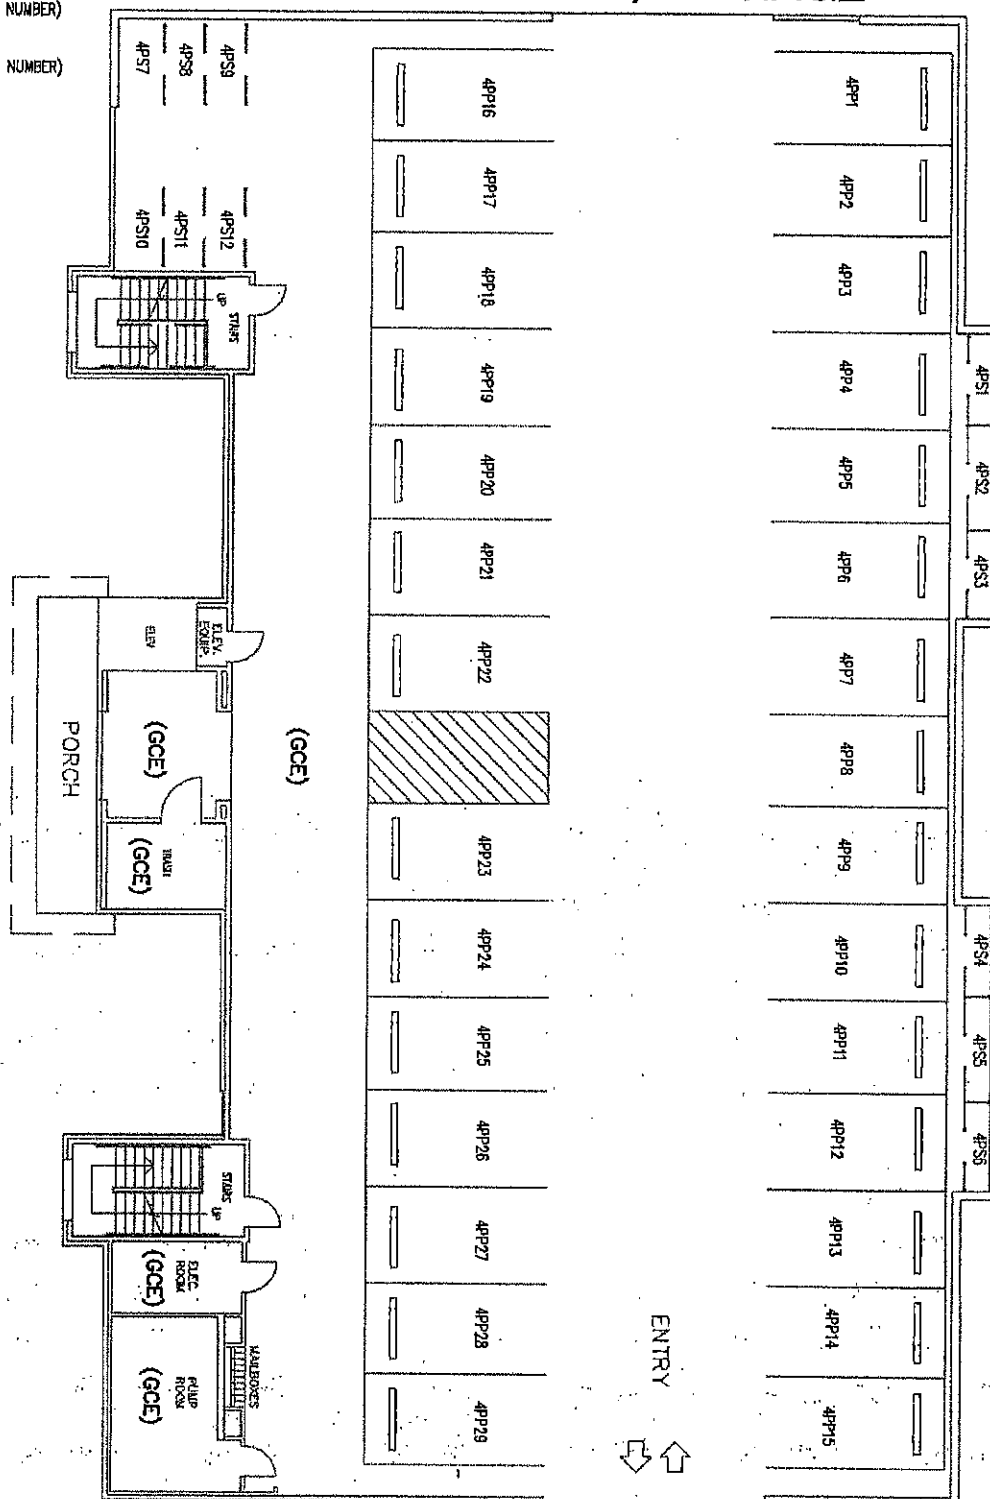 NUMBER)
NUMBER)
4PS7
4PS8
4PS9
4PS10
4PS11
4PS12
UP
STAIRS
4PP16
4PP17
4PP18
4PP19
4PP20
4PP21
4PP22
4PP23
4PP24
4PP25
4PP26
4PP27
4PP28
4PP29
4PP1
4PP2
4PP3
4PP4
4PP5
4PP6
4PP7
4PP8
4PP9
4PP10
4PP11
4PP12
4PP13
4PP14
4PP15
4PS1
4PS2
4PS3
4PS4
4PS5
4PS6
ELEV.
EQUIP.
ELEV
(GCE)
(GCE)
PORCH
TRASH
(GCE)
STAIRS
UP
ELEC
ROOM
(GCE)
MAILBOXES
PUMP
ROOM
(GCE)
ENTRY